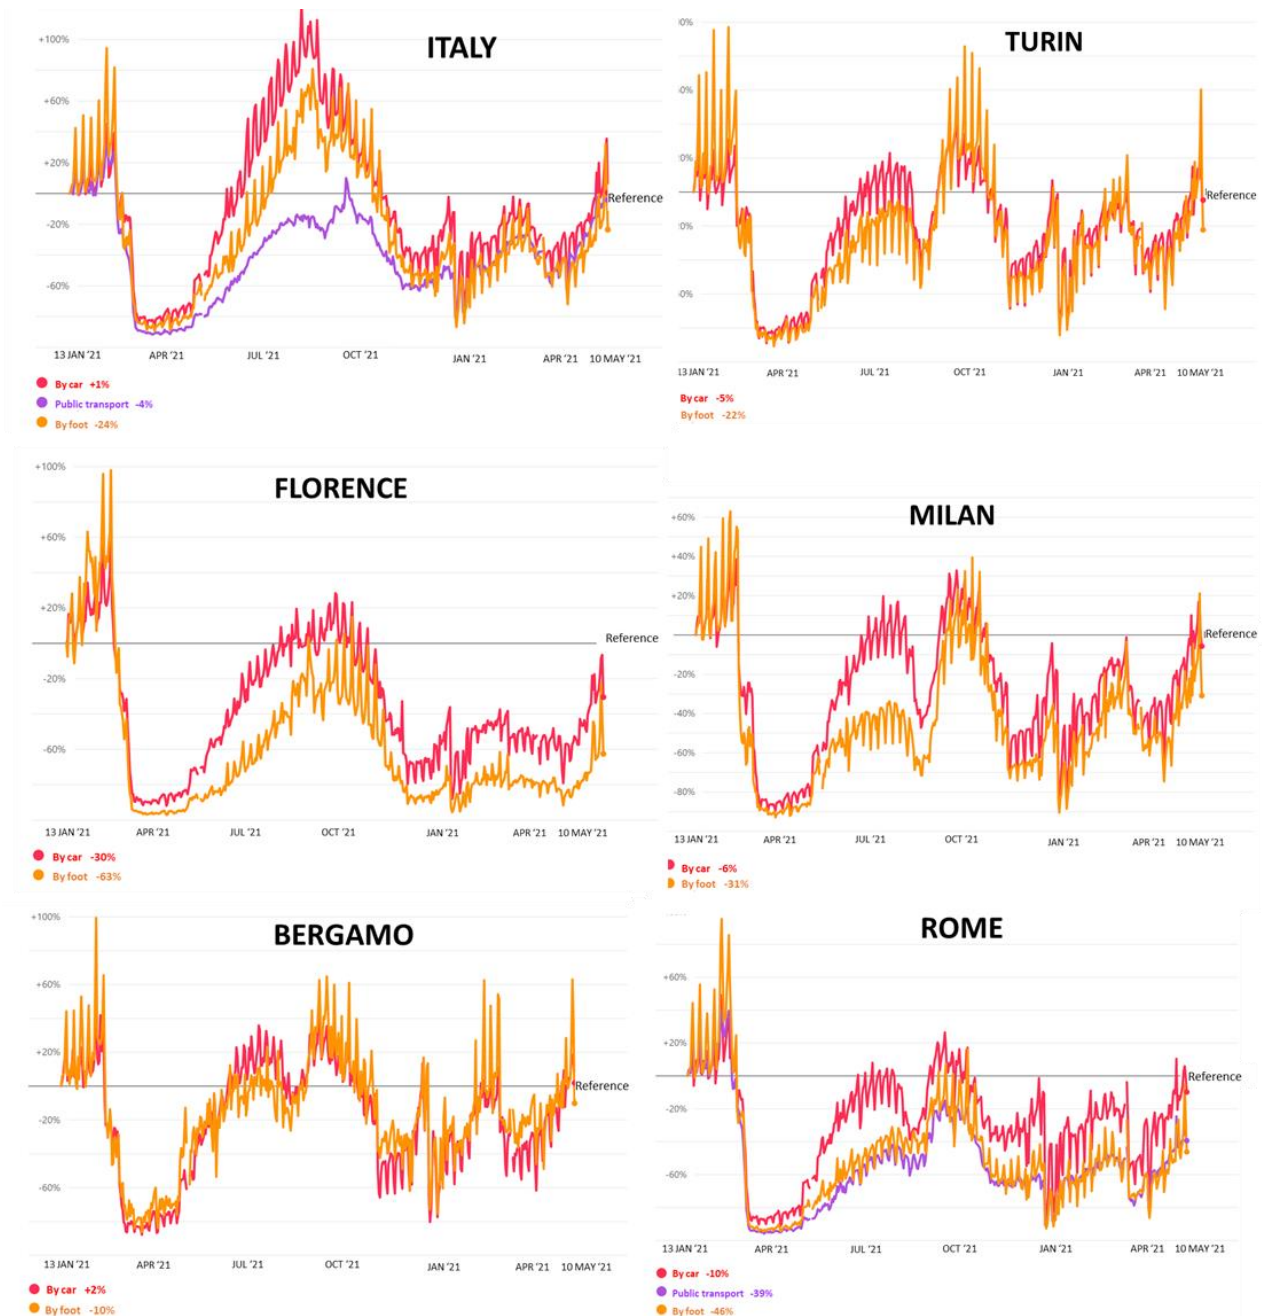 ITALY
+100%
+60%
+20%
-20%
-60%
Reference
13 JAN '21 APR '21 JUL '21 OCT '21 JAN '21 APR '21 10 MAY '21
By car +1%
Public transport -4%
By foot -24%
TURIN
0%
0%
0%
0%
0%
Reference
13 JAN '21 APR '21 JUL '21 OCT '21 JAN '21 APR '21 10 MAY '21
By car -5%
By foot -22%
FLORENCE
+100%
+60%
+20%
-20%
-60%
Reference
13 JAN '21 APR '21 JUL '21 OCT '21 JAN '21 APR '21 10 MAY '21
By car -30%
By foot -63%
MILAN
+60%
+40%
+20%
-20%
-40%
-60%
-80%
Reference
13 JAN '21 APR '21 JUL '21 OCT '21 JAN '21 APR '21 10 MAY '21
By car -6%
By foot -31%
BERGAMO
+100%
+60%
+20%
-20%
-60%
Reference
13 JAN '21 APR '21 JUL '21 OCT '21 JAN '21 APR '21 10 MAY '21
By car +2%
By foot -10%
ROME
+60%
+20%
-20%
-60%
Reference
13 JAN '21 APR '21 JUL '21 OCT '21 JAN '21 APR '21 10 MAY '21
By car -10%
Public transport -39%
By foot -46%